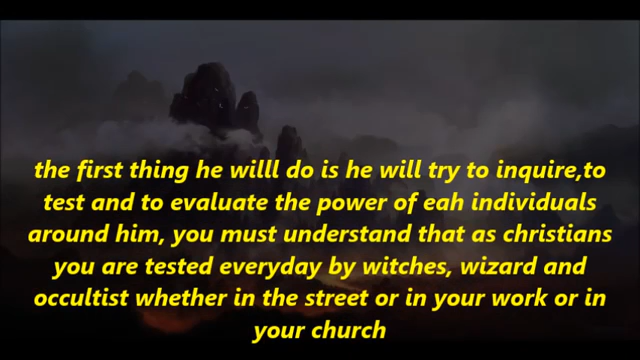 the first thing he willl do is he will try to inquire,to
test and to evaluate the power of eah individuals
around him, you must understand that as christians
you are tested everyday by witches, wizard and
occultist whether in the street or in your work or in
your church